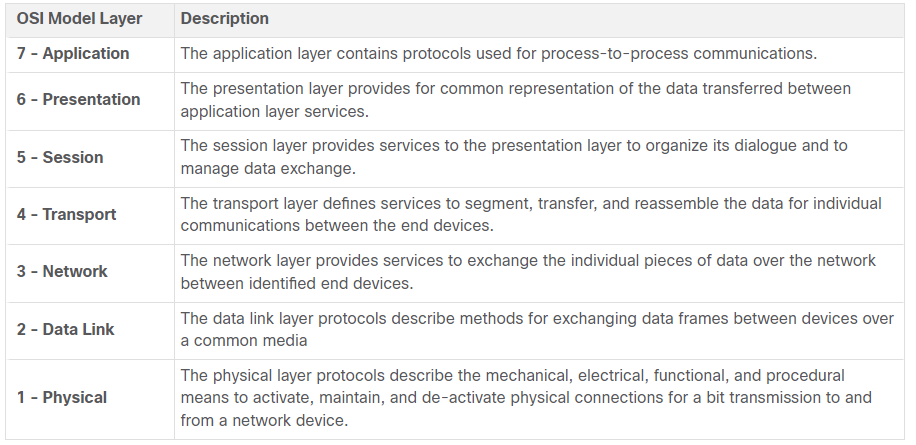 OSI Model Layer
Description
7 - Application
The application layer contains protocols used for process-to-process communications.
6 - Presentation
The presentation layer provides for common representation of the data transferred between
application layer services.
5 - Session
The session layer provides services to the presentation layer to organize its dialogue and to
manage data exchange.
4 - Transport
The transport layer defines services to segment, transfer, and reassemble the data for individual
communications between the end devices.
3 - Network
The network layer provides services to exchange the individual pieces of data over the network
between identified end devices.
2 - Data Link
The data link layer protocols describe methods for exchanging data frames between devices over
a common media
1 - Physical
The physical layer protocols describe the mechanical, electrical, functional, and procedural
means to activate, maintain, and de-activate physical connections for a bit transmission to and
from a network device.